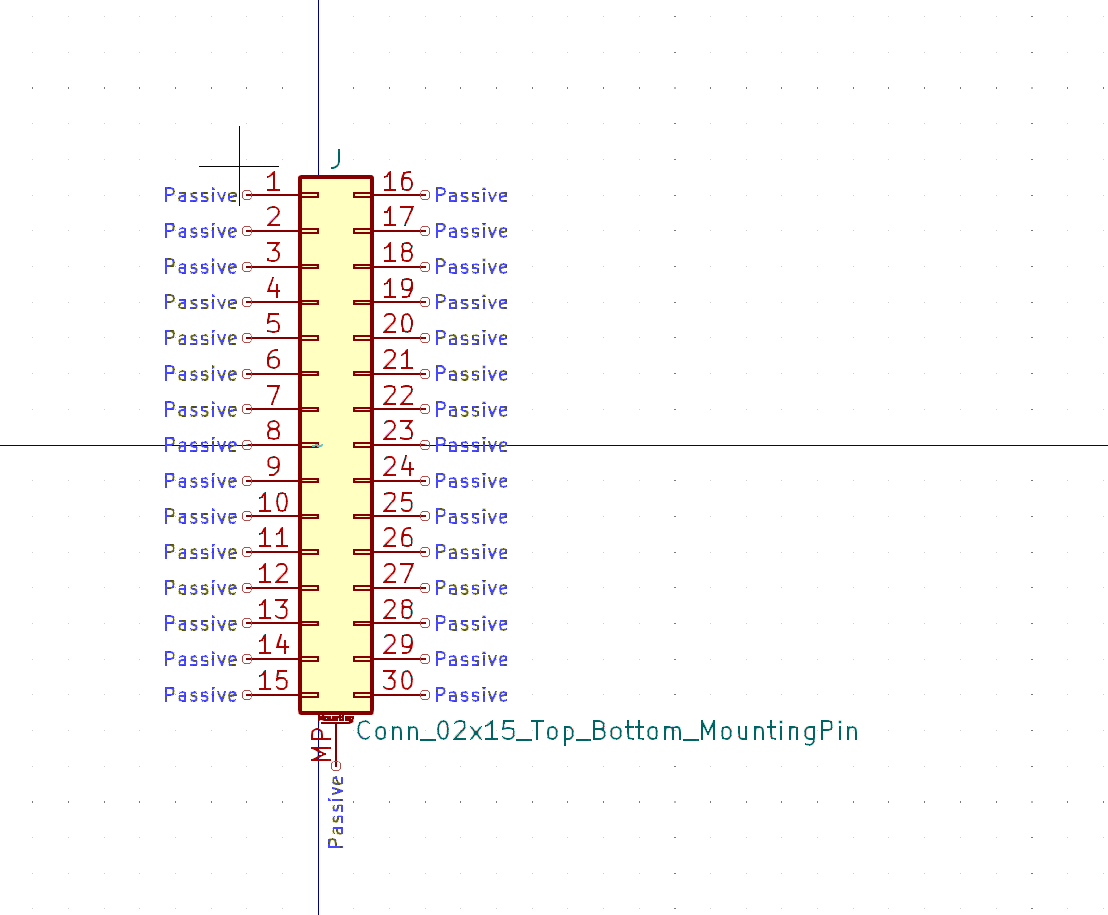 J
Passive 1 16 Passive
Passive 2 17 Passive
Passive 3 18 Passive
Passive 4 19 Passive
Passive 5 20 Passive
Passive 6 21 Passive
Passive 7 22 Passive
Passive 8 23 Passive
Passive 9 24 Passive
Passive 10 25 Passive
Passive 11 26 Passive
Passive 12 27 Passive
Passive 13 28 Passive
Passive 14 29 Passive
Passive 15 30 Passive
Mounting
MP Conn_02x15_Top_Bottom_MountingPin
Passive